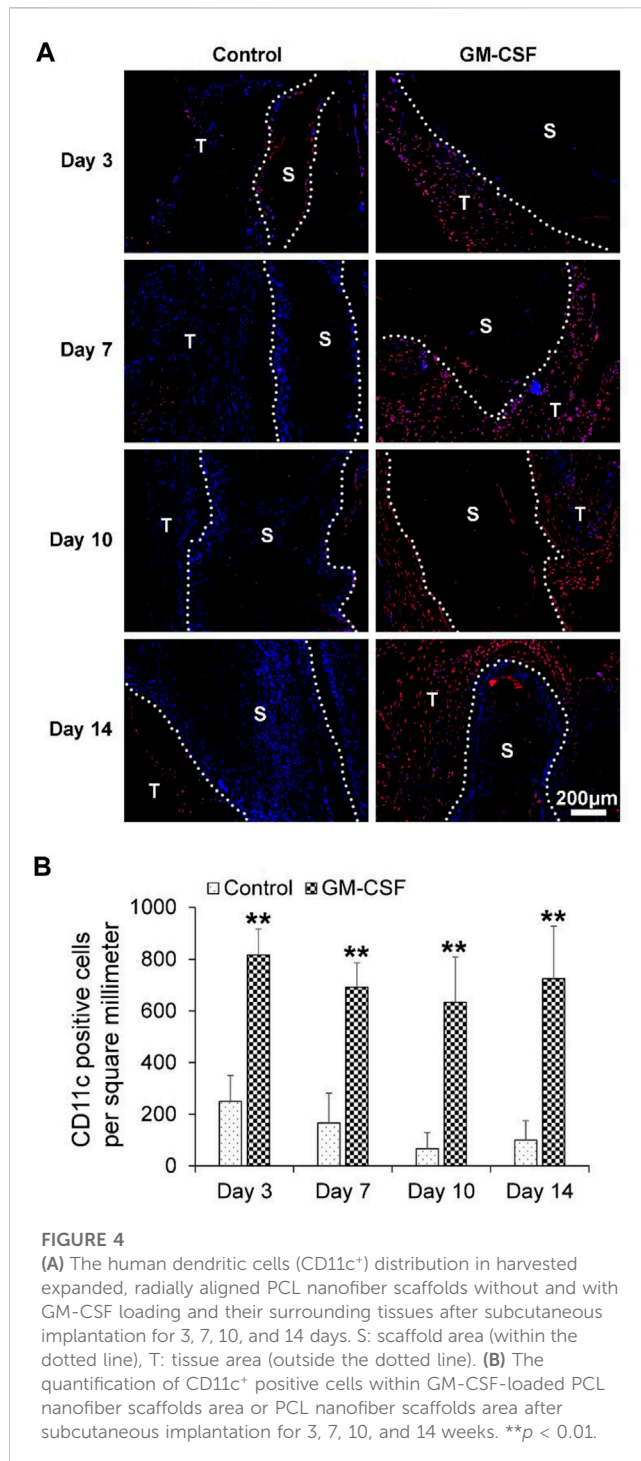 A
Control GM-CSF
Day 3
T S S T
Day 7
T S S T
Day 10
T S S T
Day 14
T S T S
200μm
B
Control GM-CSF
1000
800
600
400
200
0
CD11c positive cells
per square millimeter
** ** ** **
Day 3 Day 7 Day 10 Day 14
FIGURE 4
(A) The human dendritic cells (CD11c⁺) distribution in harvested
expanded, radially aligned PCL nanofiber scaffolds without and with
GM-CSF loading and their surrounding tissues after subcutaneous
implantation for 3, 7, 10, and 14 days. S: scaffold area (within the
dotted line), T: tissue area (outside the dotted line). (B) The
quantification of CD11c⁺ positive cells within GM-CSF-loaded PCL
nanofiber scaffolds area or PCL nanofiber scaffolds area after
subcutaneous implantation for 3, 7, 10, and 14 weeks. **p < 0.01.